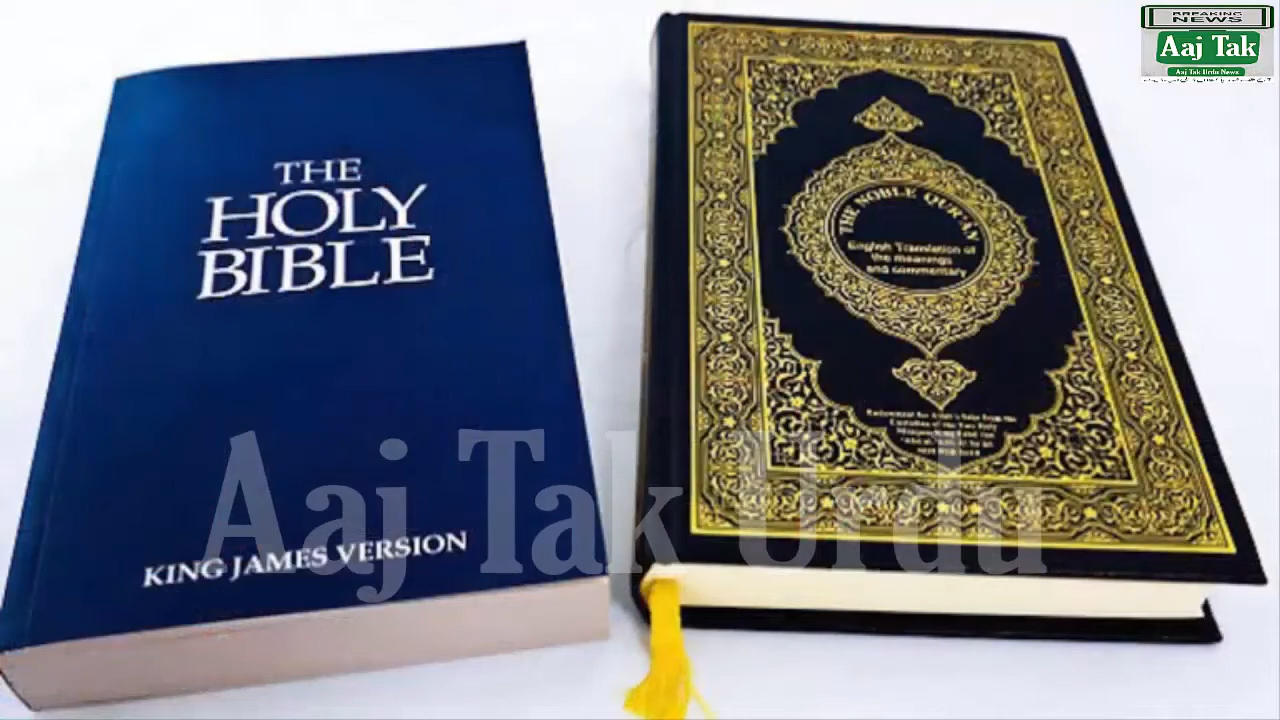 THE
HOLY
BIBLE
KING JAMES VERSION
THE NOBLE QUR'AN
English Translation of
the meanings
and commentary
BREAKING
NEWS
Aaj Tak
Aaj Tak Urdu News
Aaj Tak Urdu